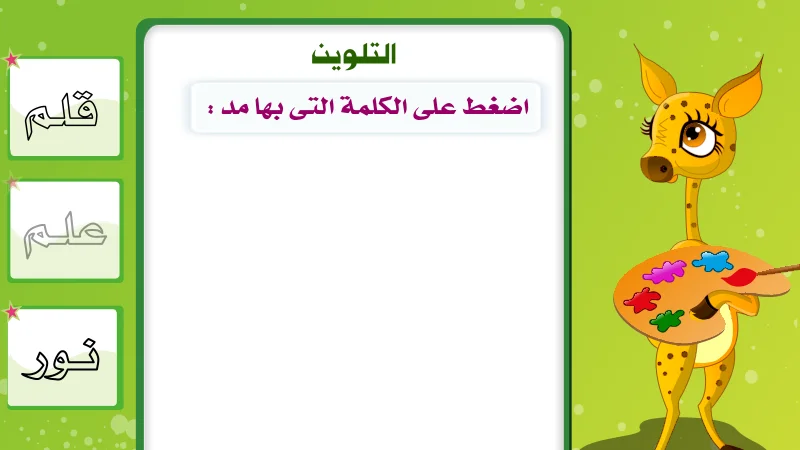 التلوين
اضغط على الكلمة التى بها مد :
قلم
علم
نور